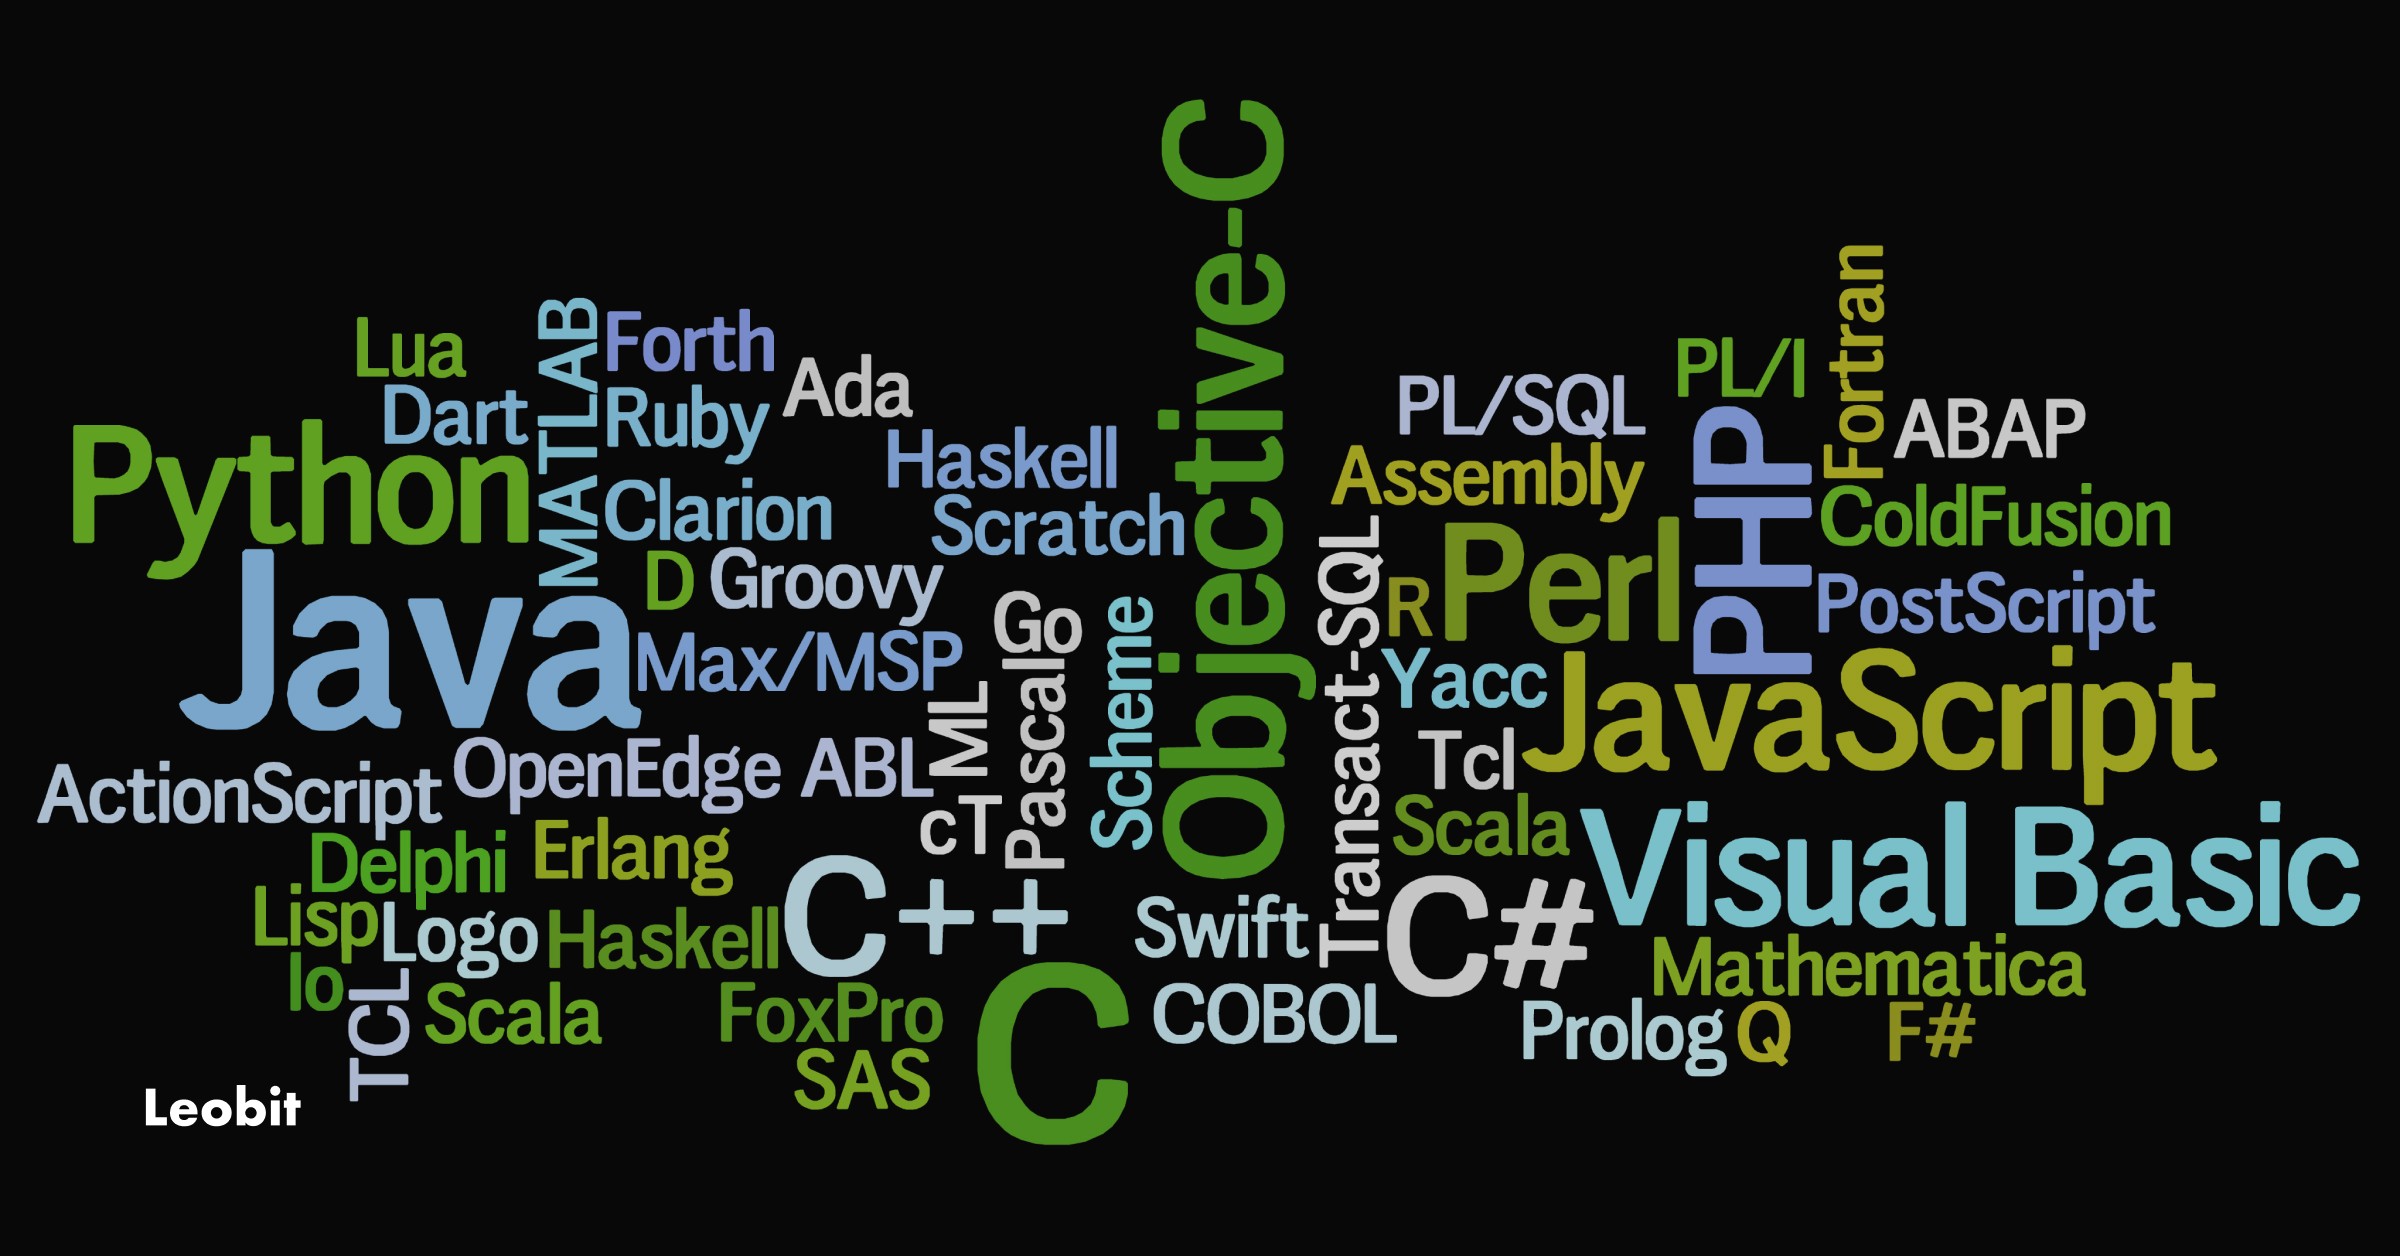 Objective-C
Fortran
MATLAB
Forth
Lua
PL/I
Ada
Dart
Ruby
PL/SQL
PHP
ABAP
Python
Haskell
Assembly
Clarion
Scratch
ColdFusion
Java
D
Groovy
Go
Scheme
Transact-SQL
R
Perl
PostScript
Max/MSP
ML
Pascal
Yacc
JavaScript
ActionScript
OpenEdge ABL
Tcl
cT
Scala
Visual Basic
Delphi
Erlang
C++
C#
Lisp
Logo
Haskell
Swift
Mathematica
Io
TCL
Scala
FoxPro
C
COBOL
Prolog
Q
F#
SAS
Leobit